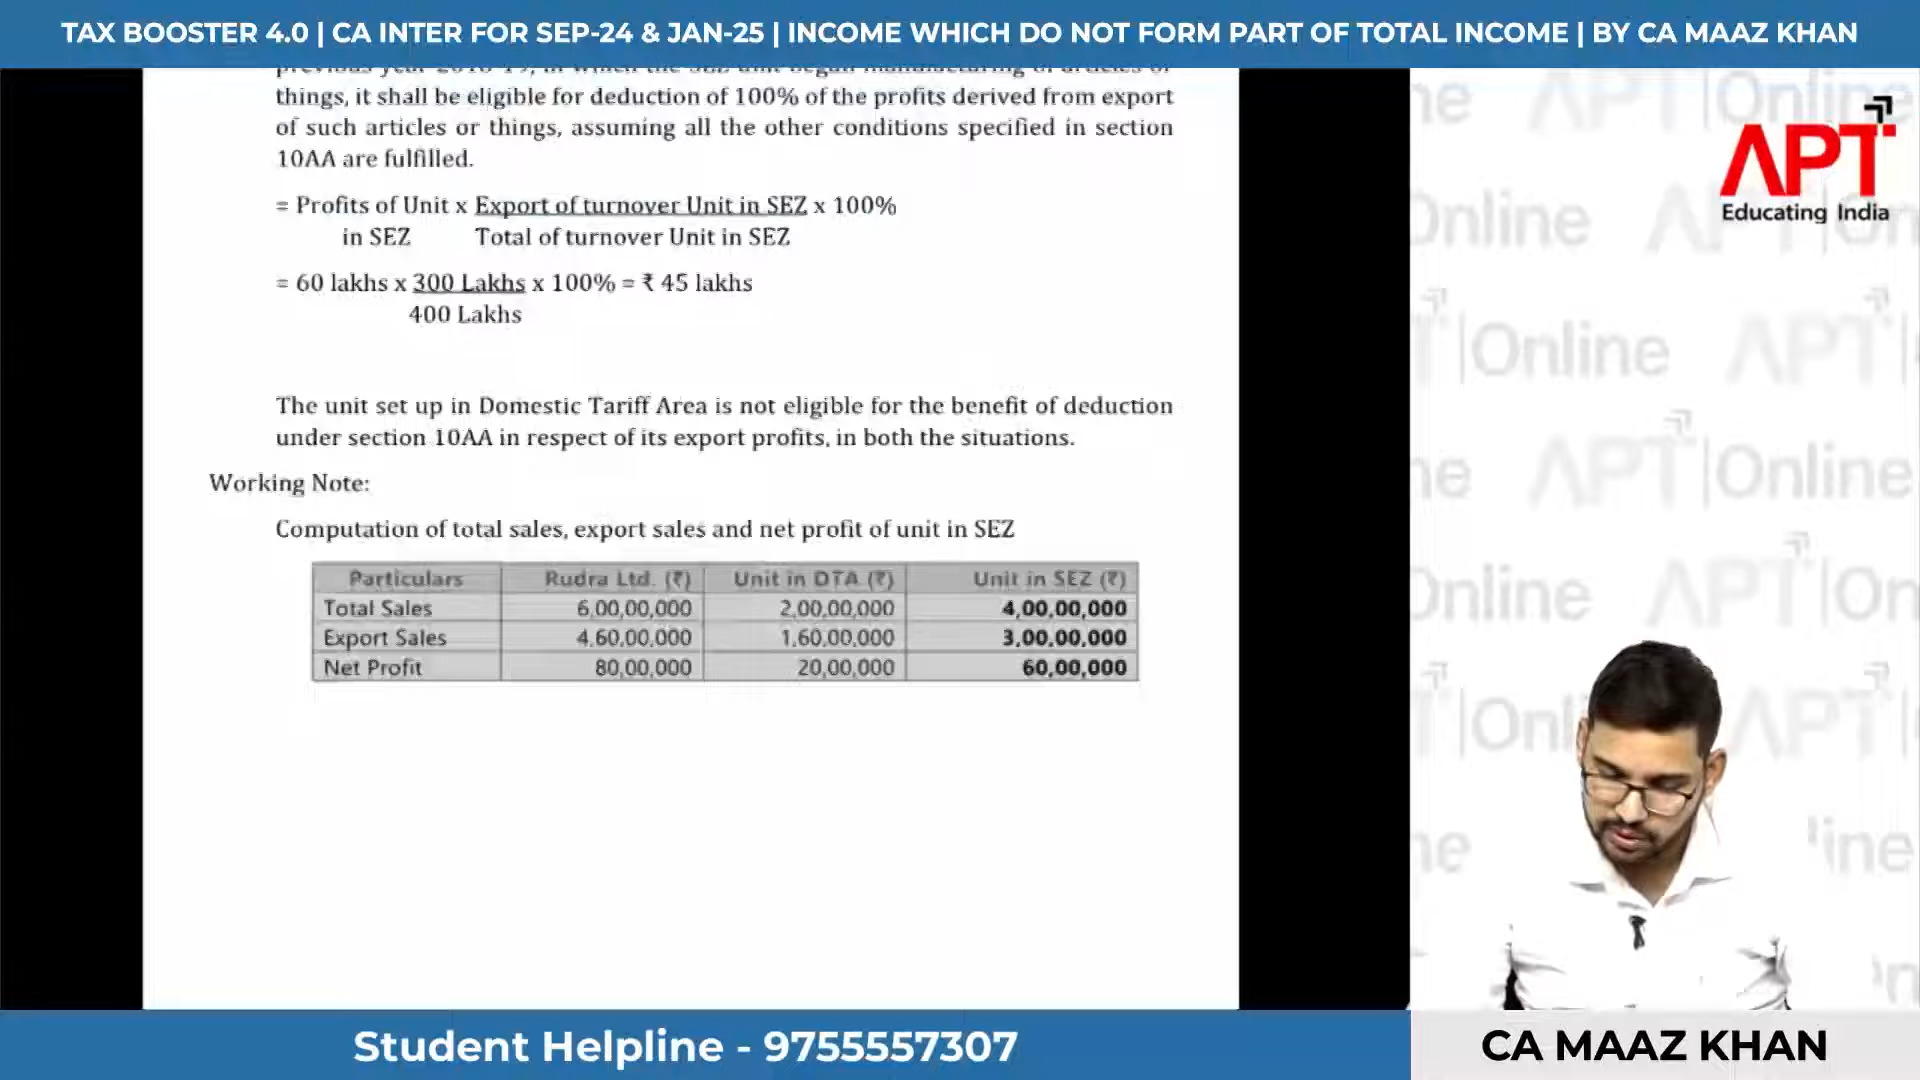 TAX BOOSTER 4.0 | CA INTER FOR SEP-24 & JAN-25 | INCOME WHICH DO NOT FORM PART OF TOTAL INCOME | BY CA MAAZ KHAN
things, it shall be eligible for deduction of 100% of the profits derived from export
of such articles or things, assuming all the other conditions specified in section
10AA are fulfilled.
= Profits of Unit x Export of turnover Unit in SEZ x 100%
in SEZ Total of turnover Unit in SEZ
= 60 lakhs x 300 Lakhs x 100% = ₹ 45 lakhs
400 Lakhs
The unit set up in Domestic Tariff Area is not eligible for the benefit of deduction
under section 10AA in respect of its export profits, in both the situations.
Working Note:
Computation of total sales, export sales and net profit of unit in SEZ
Particulars Rudra Ltd. (₹) Unit in DTA (₹) Unit in SEZ (₹)
Total Sales 6,00,00,000 2,00,00,000 4,00,00,000
Export Sales 4,60,00,000 1,60,00,000 3,00,00,000
Net Profit 80,00,000 20,00,000 60,00,000
APT
Educating India
Student Helpline - 9755557307
CA MAAZ KHAN